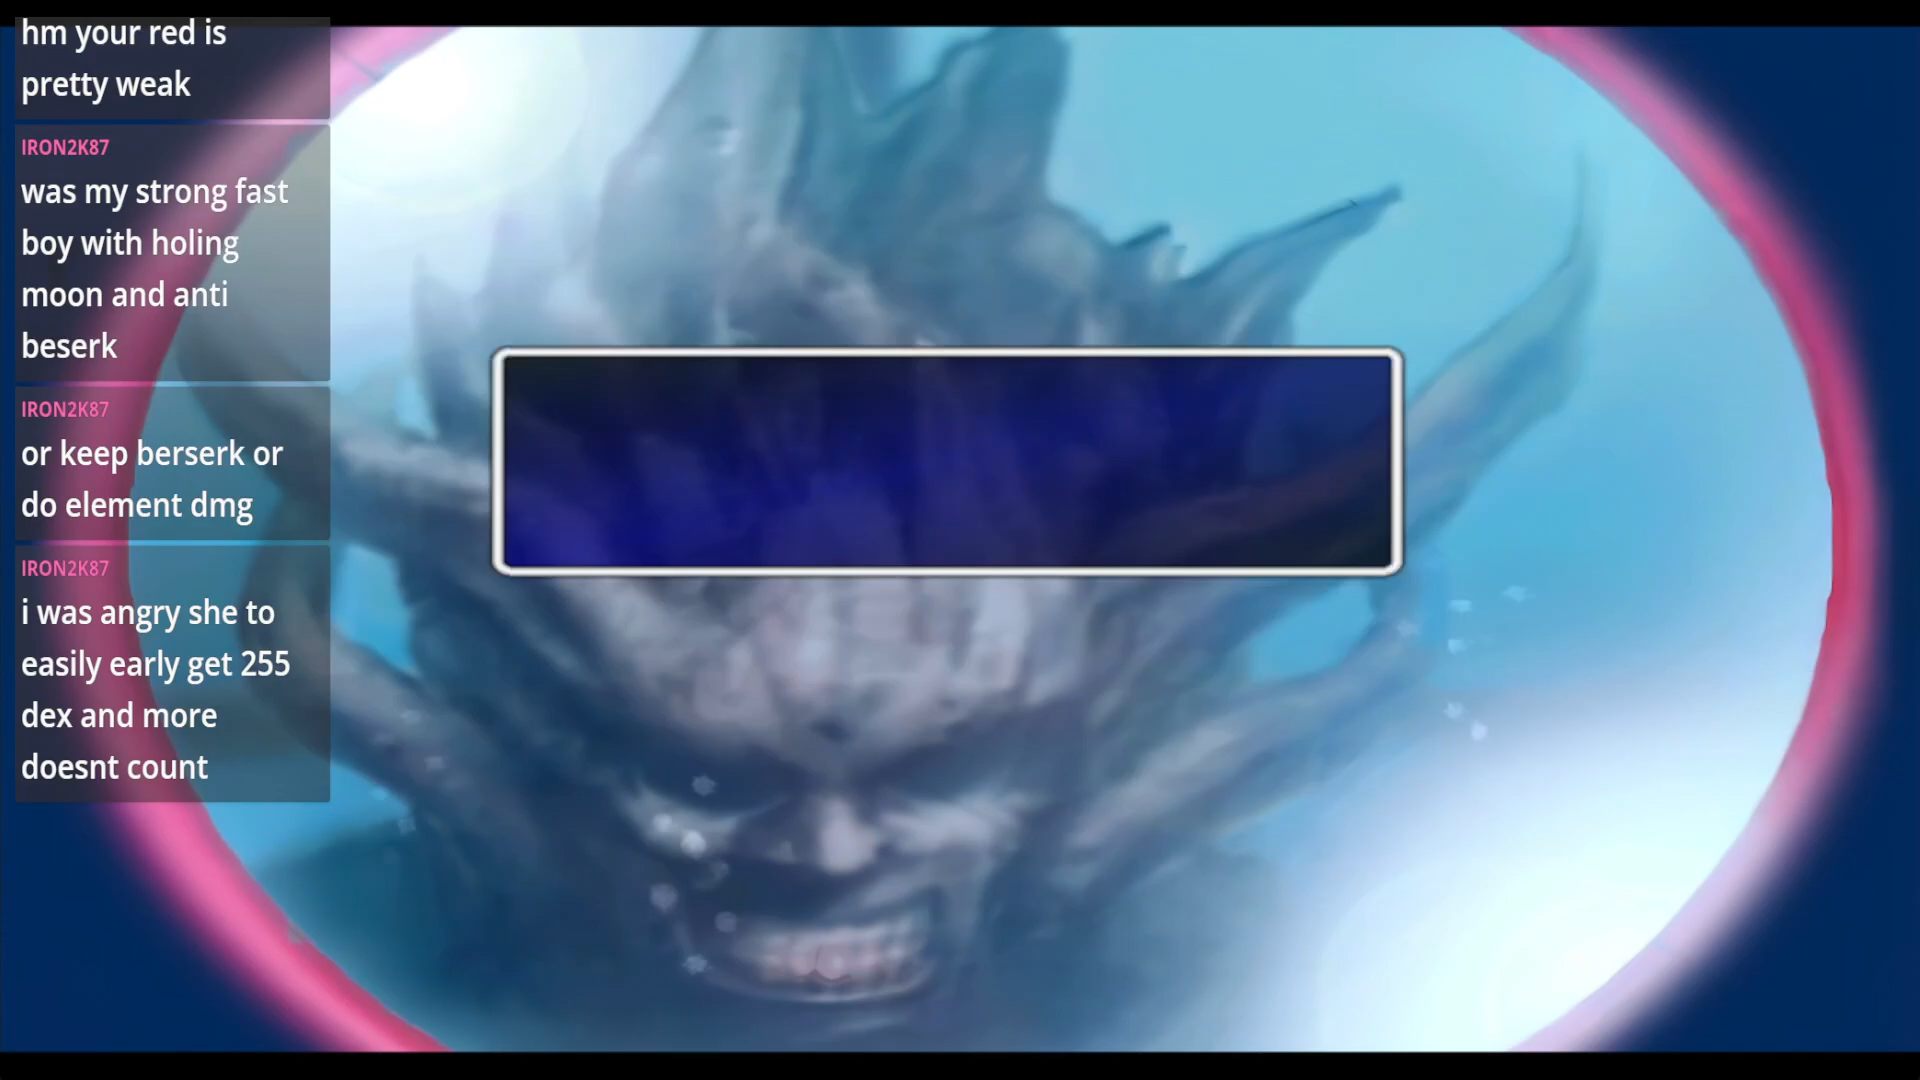 hm your red is
pretty weak
IRON2K87
was my strong fast
boy with holing
moon and anti
beserk
IRON2K87
or keep berserk or
do element dmg
IRON2K87
i was angry she to
easily early get 255
dex and more
doesnt count